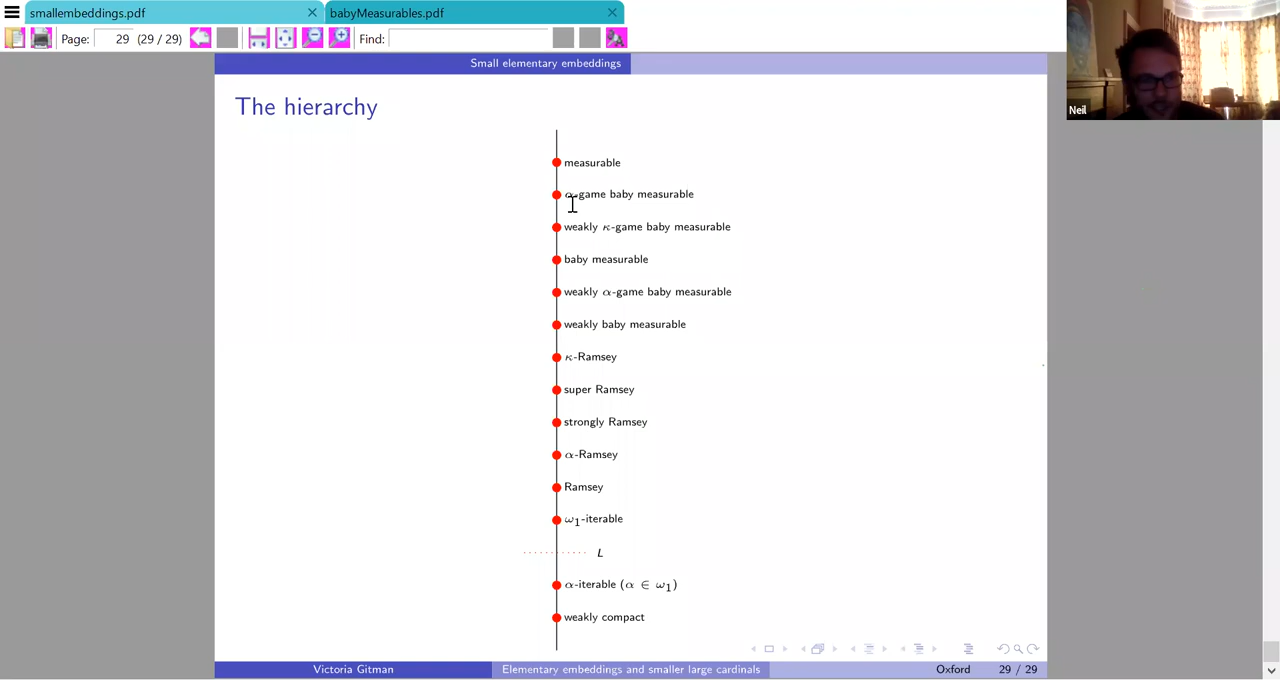 smallembeddings.pdf
babyMeasurables.pdf
Page: 29 (29 / 29)
Find:
Neil
Small elementary embeddings
The hierarchy
measurable
α-game baby measurable
weakly κ-game baby measurable
baby measurable
weakly α-game baby measurable
weakly baby measurable
κ-Ramsey
super Ramsey
strongly Ramsey
α-Ramsey
Ramsey
ω₁-iterable
L
α-iterable (α ∈ ω₁)
weakly compact
Victoria Gitman
Elementary embeddings and smaller large cardinals
Oxford
29 / 29